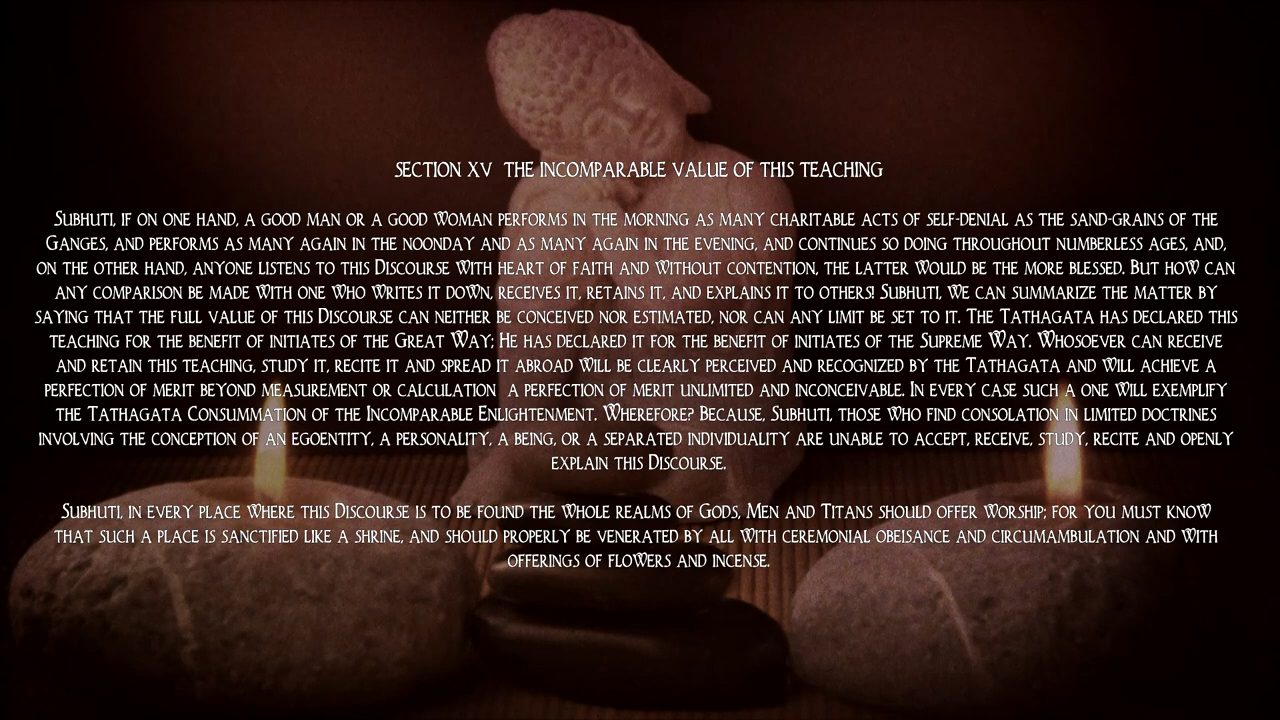 SECTION XV THE INCOMPARABLE VALUE OF THIS TEACHING
Subhuti, if on one hand, a good man or a good woman performs in the morning as many charitable acts of self-denial as the sand-grains of the
Ganges, and performs as many again in the noonday and as many again in the evening, and continues so doing throughout numberless ages, and,
on the other hand, anyone listens to this Discourse with heart of faith and without contention, the latter would be the more blessed. But how can
any comparison be made with one who writes it down, receives it, retains it, and explains it to others! Subhuti, we can summarize the matter by
saying that the full value of this Discourse can neither be conceived nor estimated, nor can any limit be set to it. The Tathagata has declared this
teaching for the benefit of initiates of the Great Way; He has declared it for the benefit of initiates of the Supreme Way. Whosoever can receive
and retain this teaching, study it, recite it and spread it abroad will be clearly perceived and recognized by the Tathagata and will achieve a
perfection of merit beyond measurement or calculation a perfection of merit unlimited and inconceivable. In every case such a one will exemplify
the Tathagata Consummation of the Incomparable Enlightenment. Wherefore? Because, Subhuti, those who find consolation in limited doctrines
involving the conception of an egoentity, a personality, a being, or a separated individuality are unable to accept, receive, study, recite and openly
explain this Discourse.
Subhuti, in every place where this Discourse is to be found the whole realms of Gods, Men and Titans should offer worship; for you must know
that such a place is sanctified like a shrine, and should properly be venerated by all with ceremonial obeisance and circumambulation and with
offerings of flowers and incense.